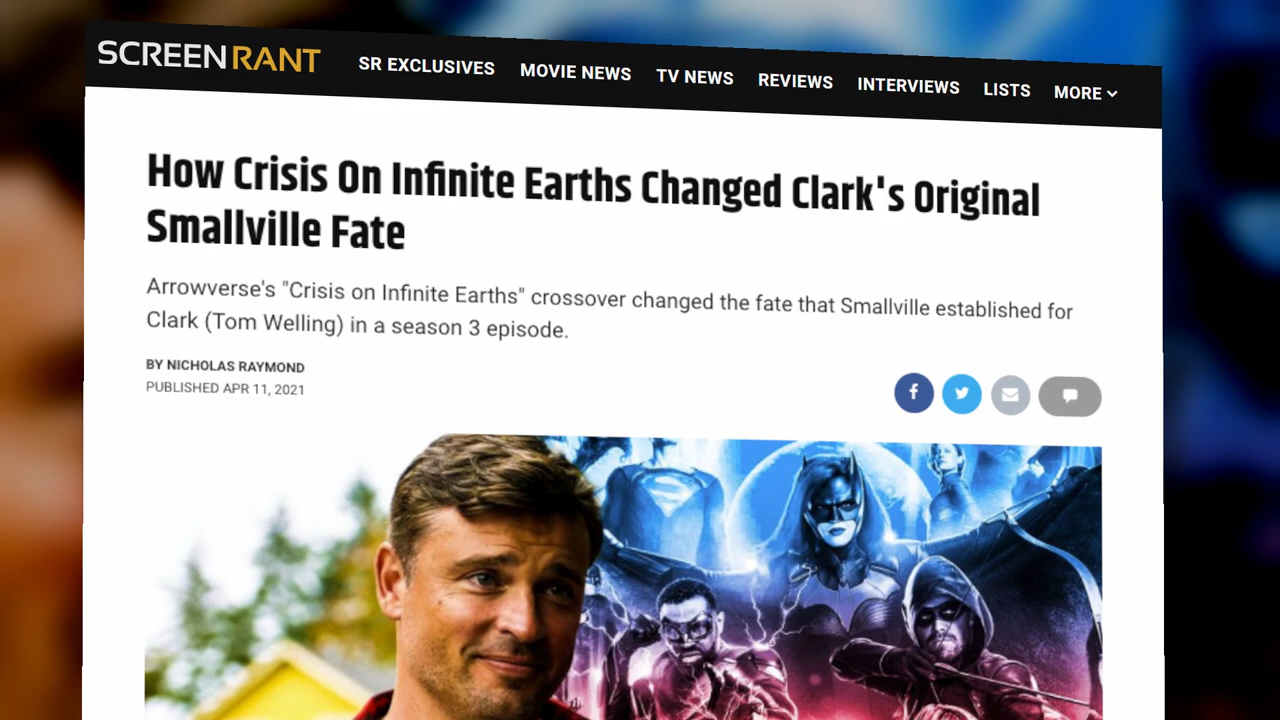 SCREENRANT SR EXCLUSIVES MOVIE NEWS TV NEWS REVIEWS INTERVIEWS LISTS MORE
How Crisis On Infinite Earths Changed Clark's Original
Smallville Fate
Arrowverse's "Crisis on Infinite Earths" crossover changed the fate that Smallville established for
Clark (Tom Welling) in a season 3 episode.
BY NICHOLAS RAYMOND
PUBLISHED APR 11, 2021